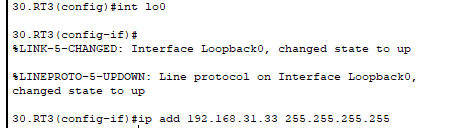 30.RT3(config)#int lo0
30.RT3(config-if)#
%LINK-5-CHANGED: Interface Loopback0, changed state to up
%LINEPROTO-5-UPDOWN: Line protocol on Interface Loopback0,
changed state to up
30.RT3(config-if)#ip add 192.168.31.33 255.255.255.255